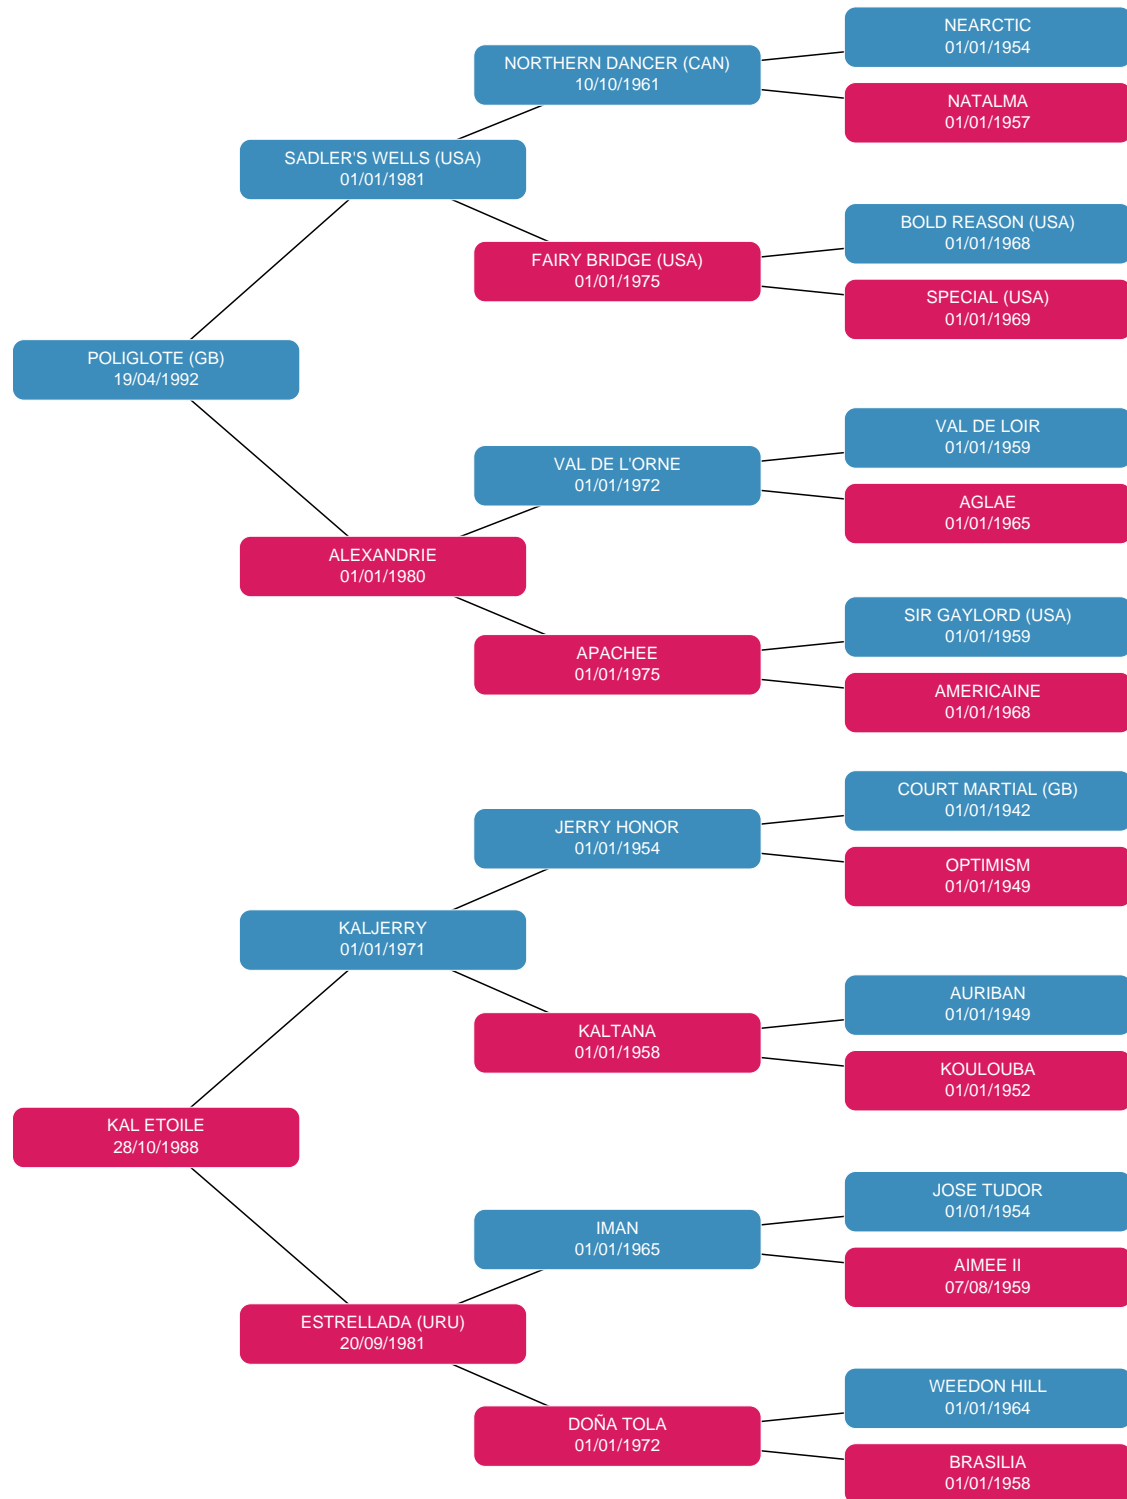 NEARCTIC
01/01/1954
NORTHERN DANCER (CAN)
10/10/1961
NATALMA
01/01/1957
SADLER'S WELLS (USA)
01/01/1981
BOLD REASON (USA)
01/01/1968
FAIRY BRIDGE (USA)
01/01/1975
SPECIAL (USA)
01/01/1969
POLIGLOTE (GB)
19/04/1992
VAL DE LOIR
01/01/1959
VAL DE L'ORNE
01/01/1972
AGLAE
01/01/1965
ALEXANDRIE
01/01/1980
SIR GAYLORD (USA)
01/01/1959
APACHEE
01/01/1975
AMERICAINE
01/01/1968
COURT MARTIAL (GB)
01/01/1942
JERRY HONOR
01/01/1954
OPTIMISM
01/01/1949
KALJERRY
01/01/1971
AURIBAN
01/01/1949
KALTANA
01/01/1958
KOULOUBA
01/01/1952
KAL ETOILE
28/10/1988
JOSE TUDOR
01/01/1954
IMAN
01/01/1965
AIMEE II
07/08/1959
ESTRELLADA (URU)
20/09/1981
WEEDON HILL
01/01/1964
DOÑA TOLA
01/01/1972
BRASILIA
01/01/1958